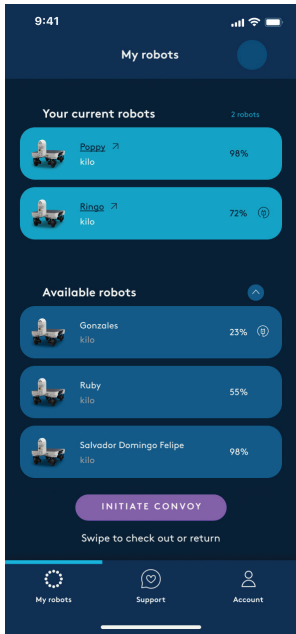 9:41
My robots
Your current robots
2 robots
Poppy
kilo
98%
Ringo
kilo
72%
Available robots
Gonzales
kilo
23%
Ruby
kilo
55%
Salvador Domingo Felipe
kilo
98%
INITIATE CONVOY
Swipe to check out or return
My robots
Support
Account